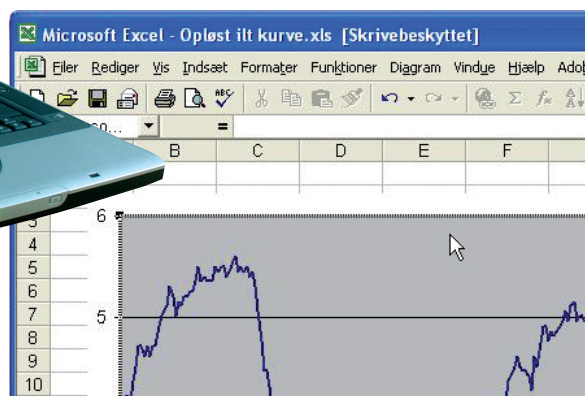 Microsoft Excel - Opløst ilt kurve.xls [Skrivebeskyttet]
Filer Rediger Vis Indsæt Formater Funktioner Diagram Vindue Hjælp
ABC
=
B C D E F
3
4
5
6
7
8
9
10
6
5